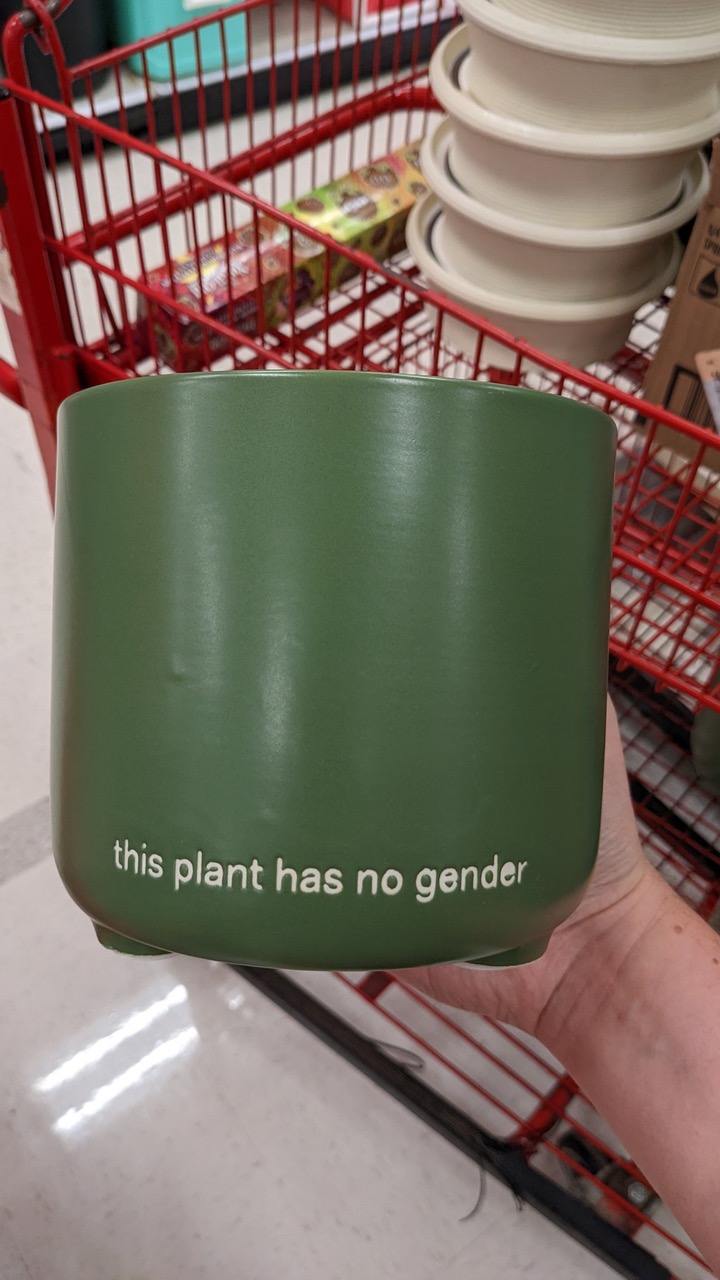 this plant has no gender